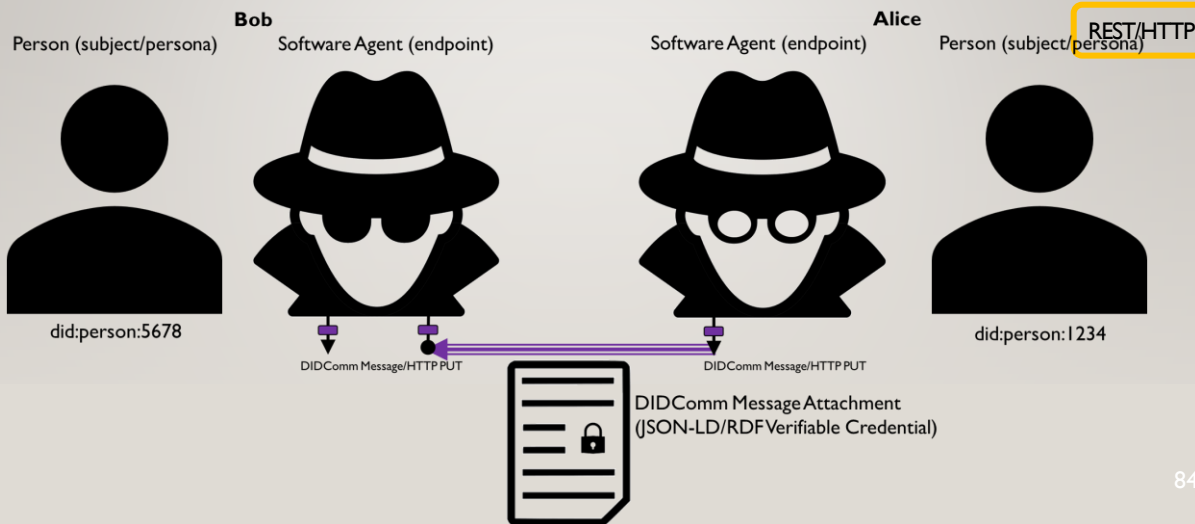 Bob
Alice
REST/HTTP
Person (subject/persona)
Software Agent (endpoint)
Software Agent (endpoint)
Person (subject/persona)
did:person:5678
did:person:1234
DIDComm Message/HTTP PUT
DIDComm Message/HTTP PUT
DIDComm Message Attachment
(JSON-LD/RDF Verifiable Credential)
84